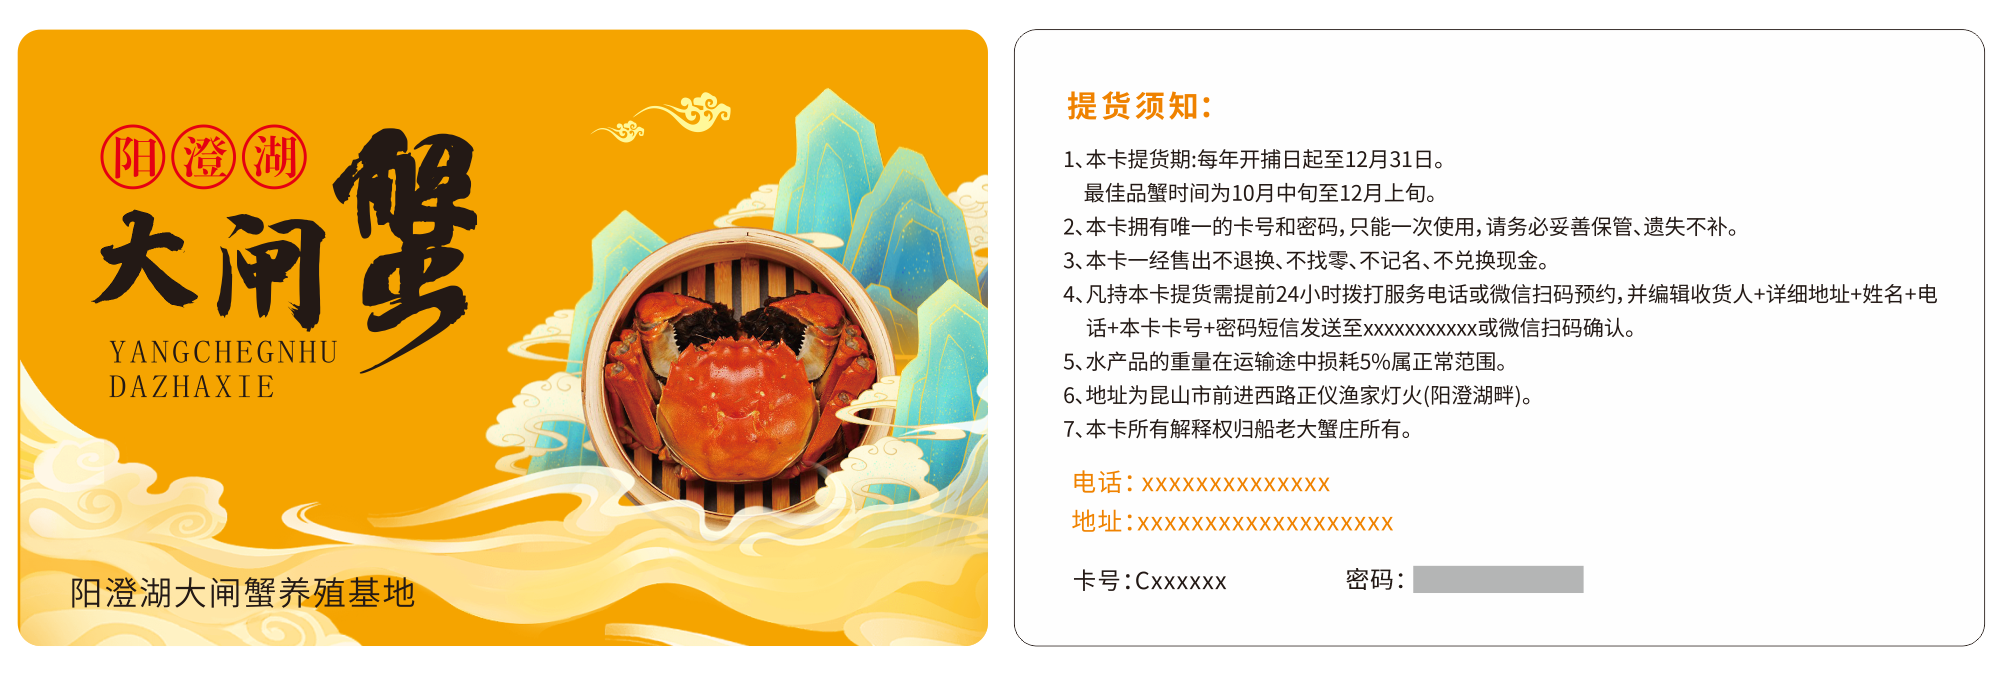 阳澄湖
大闸蟹
YANGCHEGNHU
DAZHAXIE
阳澄湖大闸蟹养殖基地
提货须知:
1、本卡提货期:每年开捕日起至12月31日。
最佳品蟹时间为10月中旬至12月上旬。
2、本卡拥有唯一的卡号和密码,只能一次使用,请务必妥善保管、遗失不补。
3、本卡一经售出不退换、不找零、不记名、不兑换现金。
4、凡持本卡提货需提前24小时拨打服务电话或微信扫码预约,并编辑收货人+详细地址+姓名+电
话+本卡卡号+密码短信发送至xxxxxxxxxxx或微信扫码确认。
5、水产品的重量在运输途中损耗5%属正常范围。
6、地址为昆山市前进西路正仪渔家灯火(阳澄湖畔)。
7、本卡所有解释权归船老大蟹庄所有。
电话: xxxxxxxxxxxxxx
地址:xxxxxxxxxxxxxxxxxxx
卡号:Cxxxxxx
密码: